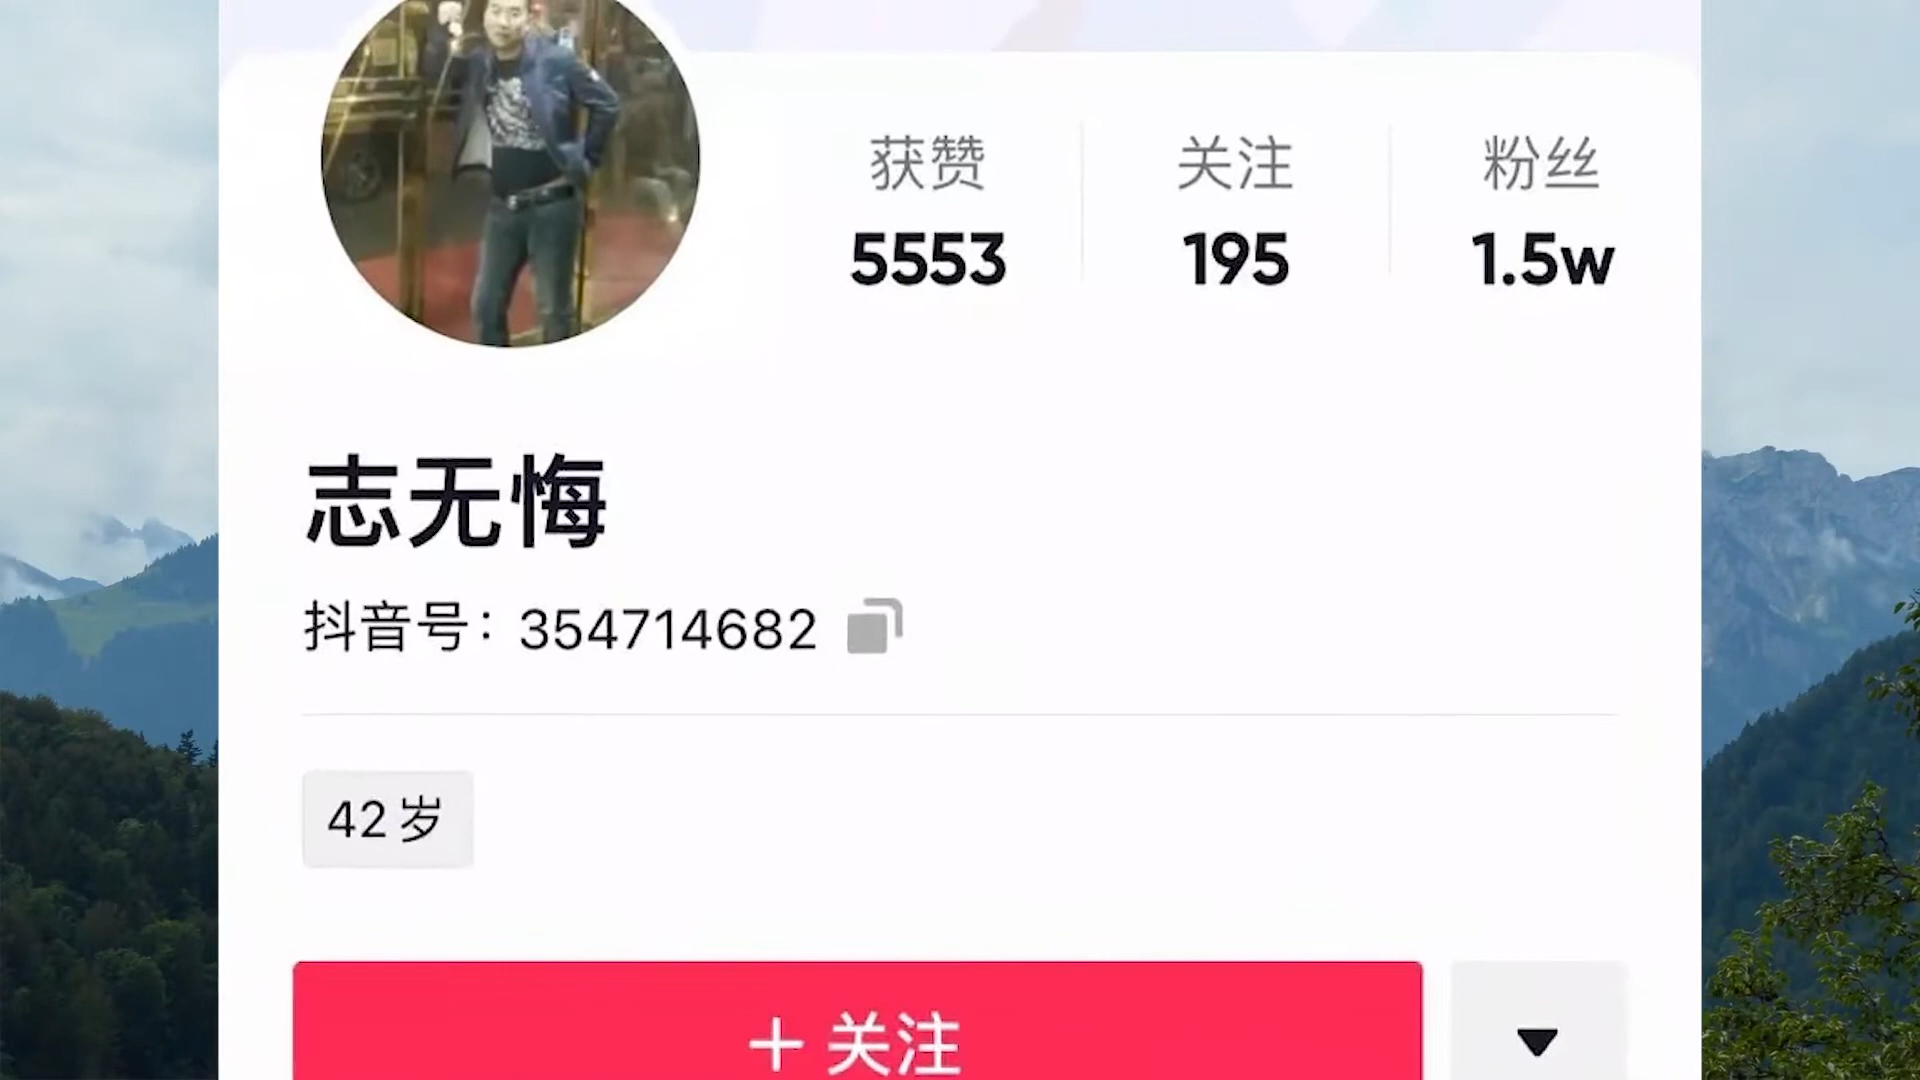 获赞 关注 粉丝
5553 195 1.5w
志无悔
抖音号：354714682
42岁
+ 关注